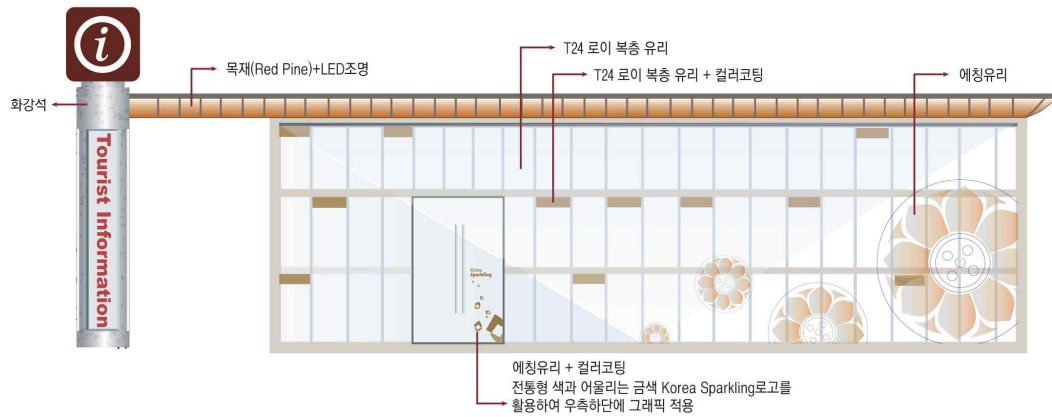 i
T24 로이 복층 유리
목재(Red Pine)+LED조명
T24 로이 복층 유리 + 컬러코팅
에칭유리
화강석
Tourist Information
Korea
Sparkling
에칭유리 + 컬러코팅
전통형 색과 어울리는 금색 Korea Sparkling로고를
활용하여 우측하단에 그래픽 적용